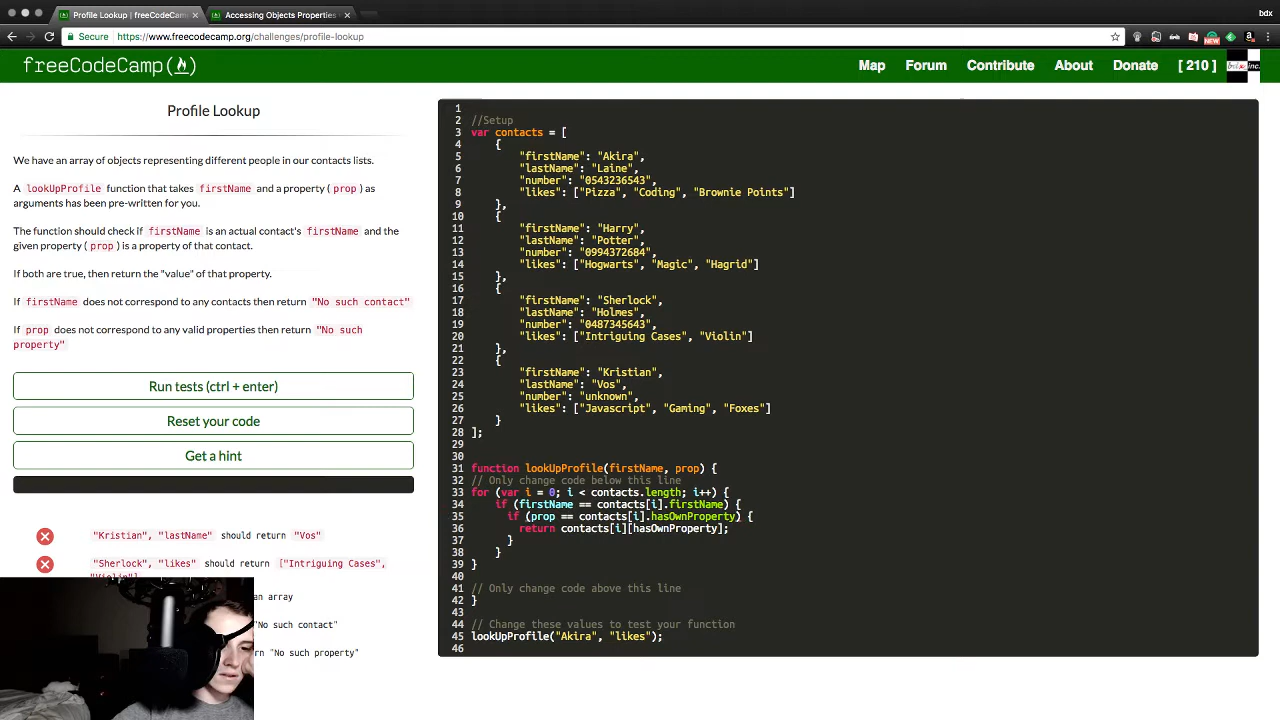 Profile Lookup | freeCodeCam
Accessing Objects Properties
bdx
Secure
https://www.freecodecamp.org/challenges/profile-lookup
NEW
freeCodeCamp
Map
Forum
Contribute
About
Donate
[ 210 ]
bdx inc.
Profile Lookup
We have an array of objects representing different people in our contacts lists.
A lookUpProfile function that takes firstName and a property ( prop ) as
arguments has been pre-written for you.
The function should check if firstName is an actual contact's firstName and the
given property ( prop ) is a property of that contact.
If both are true, then return the "value" of that property.
If firstName does not correspond to any contacts then return "No such contact"
If prop does not correspond to any valid properties then return "No such
property"
Run tests (ctrl + enter)
Reset your code
Get a hint
"Kristian", "lastName" should return "Vos"
"Sherlock", "likes" should return ["Intriguing Cases",
"Violin"]
an array
"No such contact"
rn "No such property"
1
2 //Setup
3 var contacts = [
4 {
5 "firstName": "Akira",
6 "lastName": "Laine",
7 "number": "0543236543",
8 "likes": ["Pizza", "Coding", "Brownie Points"]
9 },
10 {
11 "firstName": "Harry",
12 "lastName": "Potter",
13 "number": "0994372684",
14 "likes": ["Hogwarts", "Magic", "Hagrid"]
15 },
16 {
17 "firstName": "Sherlock",
18 "lastName": "Holmes",
19 "number": "0487345643",
20 "likes": ["Intriguing Cases", "Violin"]
21 },
22 {
23 "firstName": "Kristian",
24 "lastName": "Vos",
25 "number": "unknown",
26 "likes": ["Javascript", "Gaming", "Foxes"]
27 }
28 ];
29
30
31 function lookUpProfile(firstName, prop) {
32 // Only change code below this line
33 for (var i = 0; i < contacts.length; i++) {
34 if (firstName == contacts[i].firstName) {
35 if (prop == contacts[i].hasOwnProperty) {
36 return contacts[i][hasOwnProperty];
37 }
38 }
39 }
40
41 // Only change code above this line
42 }
43
44 // Change these values to test your function
45 lookUpProfile("Akira", "likes");
46